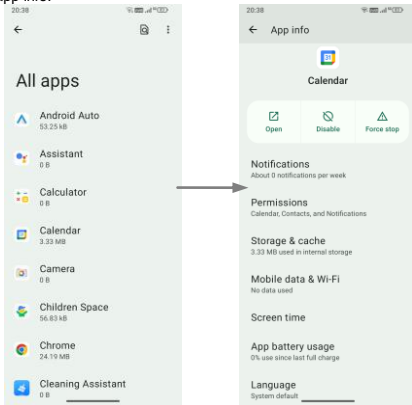 App info.
20:38
All apps
Android Auto
53.25 kB
Assistant
0 B
Calculator
0 B
Calendar
3.33 MB
Camera
0 B
Children Space
56.83 kB
Chrome
24.19 MB
Cleaning Assistant
0 B
20:38
App info
31
Calendar
Open Disable Force stop
Notifications
About 0 notifications per week
Permissions
Calendar, Contacts, and Notifications
Storage & cache
3.33 MB used in internal storage
Mobile data & Wi-Fi
No data used
Screen time
App battery usage
0% use since last full charge
Language
System default